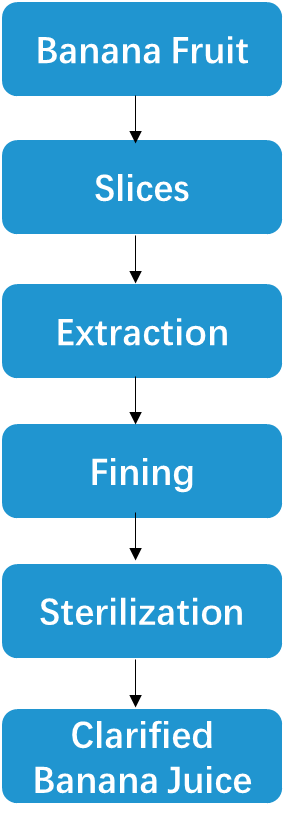 Banana Fruit
Slices
Extraction
Fining
Sterilization
Clarified
Banana Juice